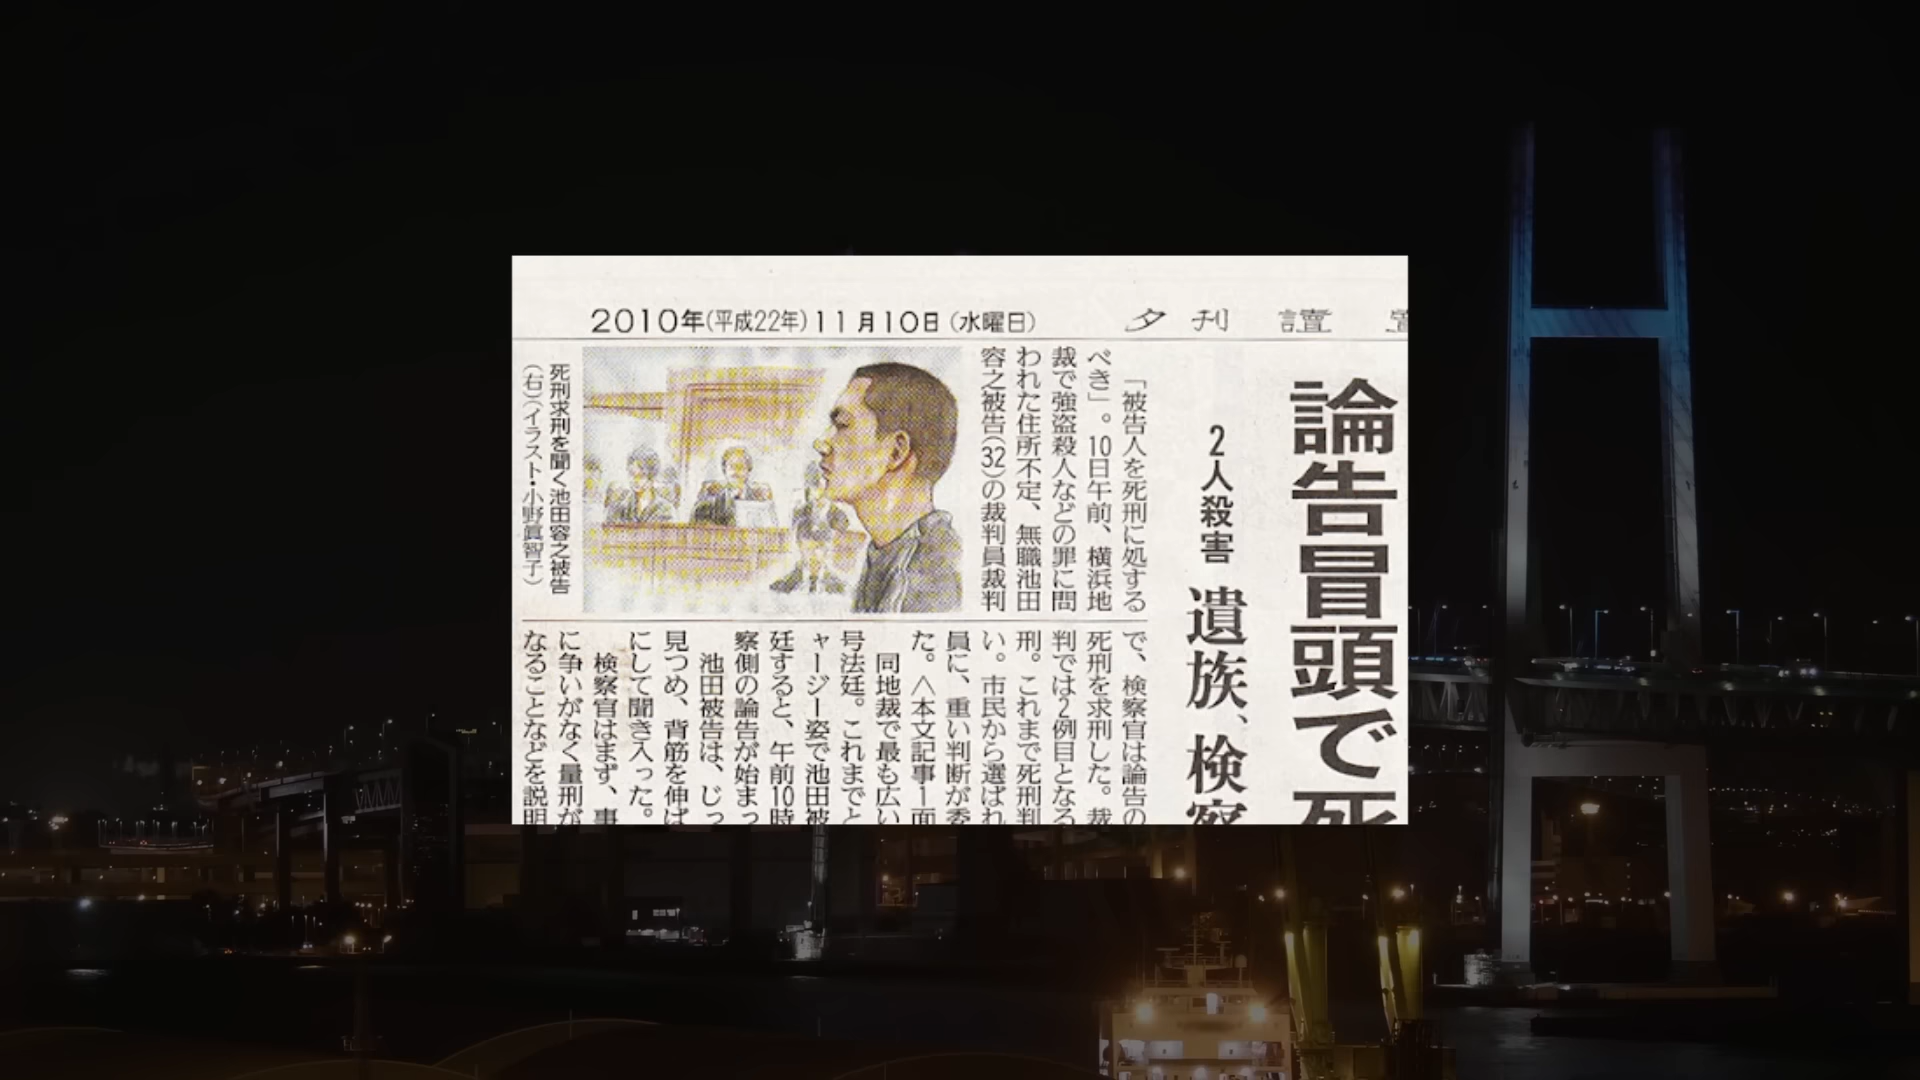 2010年(平成22年)11月10日(水曜日)
夕刊 讀
論告冒頭で死
2人殺害
遺族、検察
「被告人を死刑に処する
べき」。10日午前、横浜地
裁で強盗殺人などの罪に問
われた住所不定、無職池田
容之被告(32)の裁判員裁判
で、検察官は論告の
死刑を求刑した。裁
判では2例目となる
刑。これまで死刑判
い。市民から選ばれ
員に、重い判断が委
た。〈本文記事1面
同地裁で最も広い
号法廷。これまでと
ャージー姿で池田被
廷すると、午前10時
察側の論告が始まっ
池田被告は、じっ
見つめ、背筋を伸ば
にして聞き入った。
検察官はまず、事
に争いがなく量刑が
なることなどを説明
死刑求刑を聞く池田容之被告
(右)(イラスト・小野眞智子)